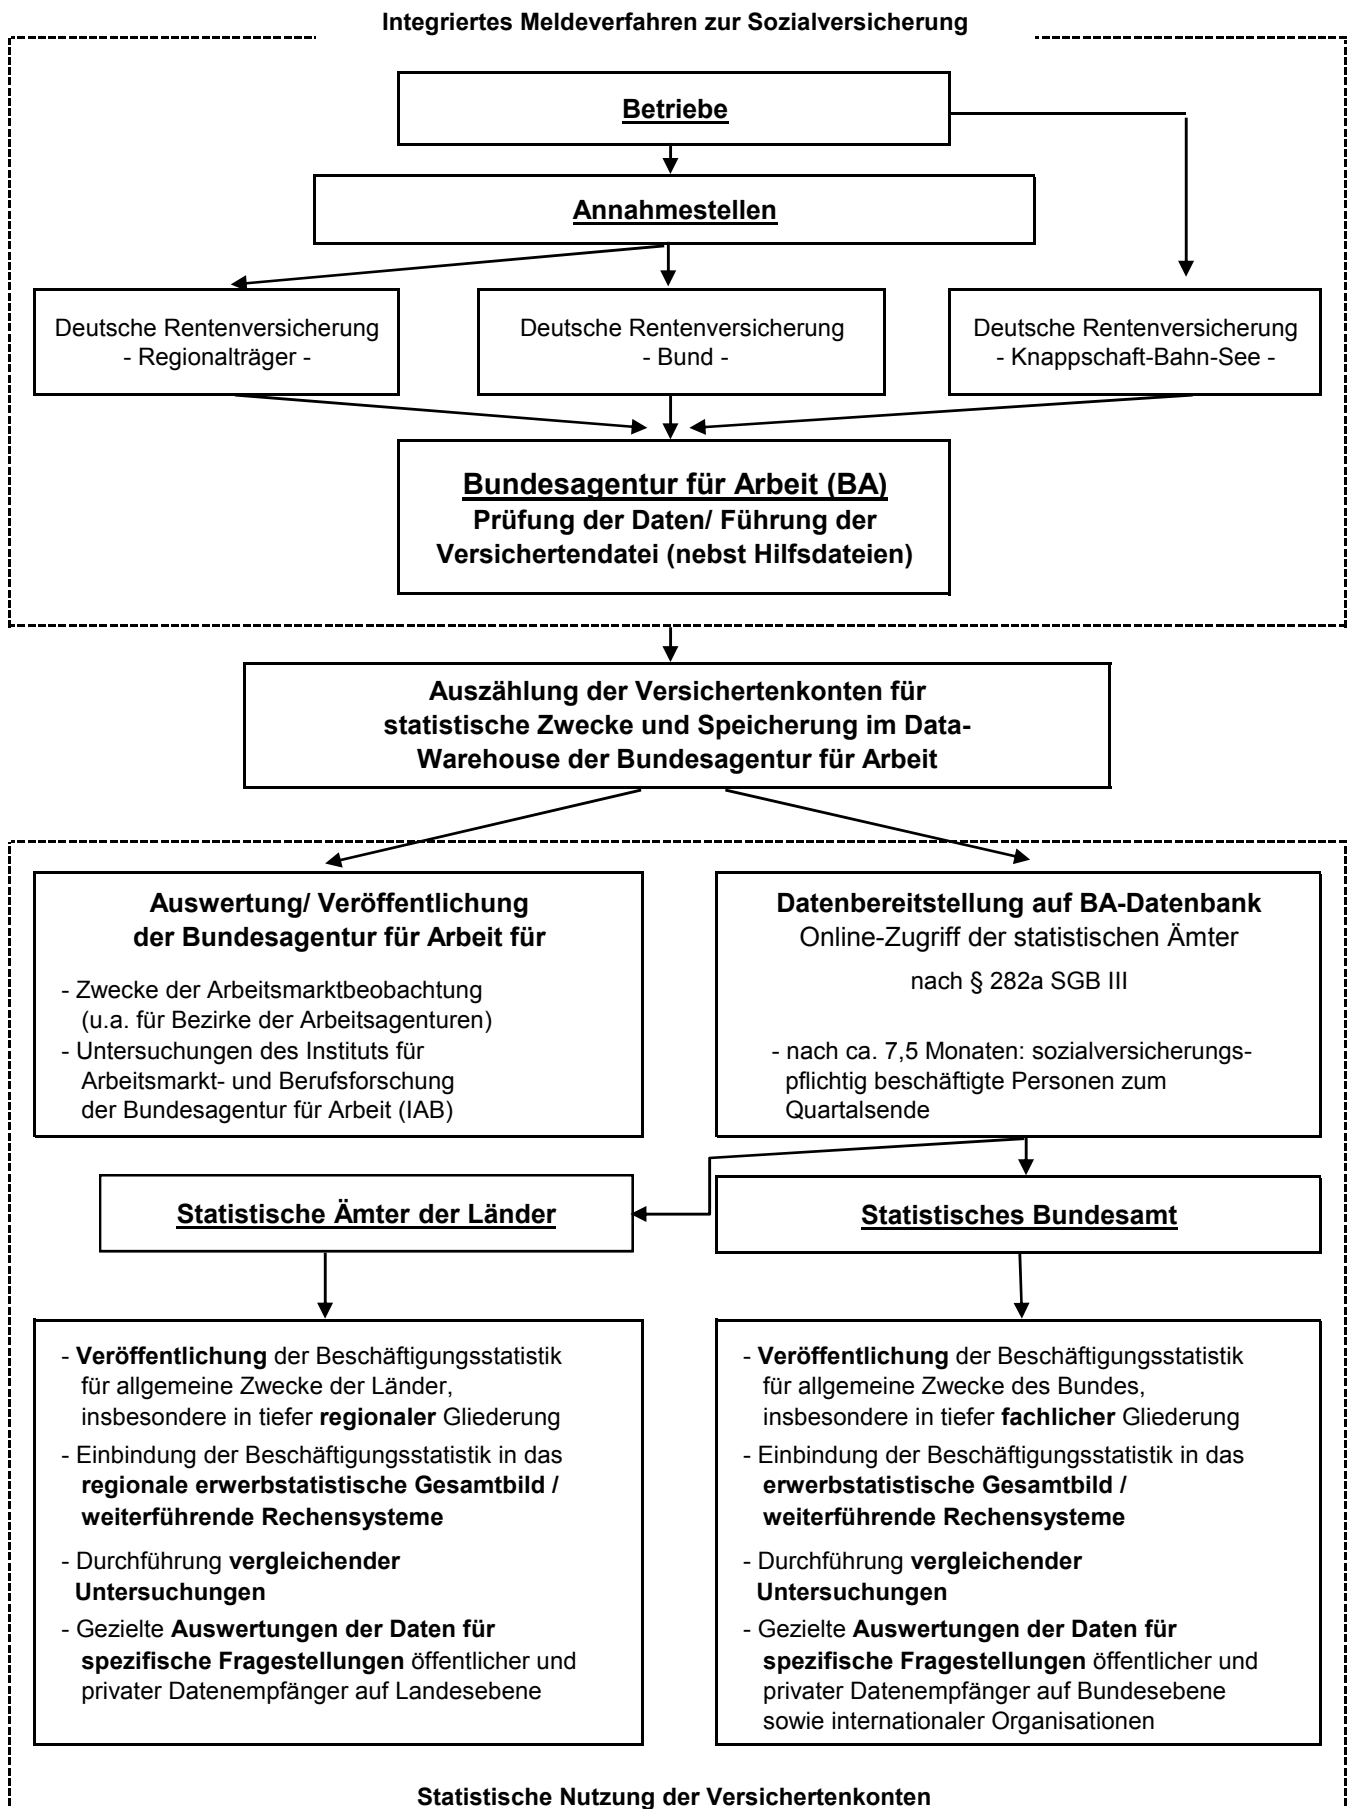 Integriertes Meldeverfahren zur Sozialversicherung
Betriebe
Annahmestellen
Deutsche Rentenversicherung
- Regionalträger -
Deutsche Rentenversicherung
- Bund -
Deutsche Rentenversicherung
- Knappschaft-Bahn-See -
Bundesagentur für Arbeit (BA)
Prüfung der Daten/ Führung der
Versichertendatei (nebst Hilfsdateien)
Auszählung der Versichertenkonten für
statistische Zwecke und Speicherung im Data-
Warehouse der Bundesagentur für Arbeit
Auswertung/ Veröffentlichung
der Bundesagentur für Arbeit für
- Zwecke der Arbeitsmarktbeobachtung
(u.a. für Bezirke der Arbeitsagenturen)
- Untersuchungen des Instituts für
Arbeitsmarkt- und Berufsforschung
der Bundesagentur für Arbeit (IAB)
Datenbereitstellung auf BA-Datenbank
Online-Zugriff der statistischen Ämter
nach § 282a SGB III
- nach ca. 7,5 Monaten: sozialversicherungs-
pflichtig beschäftigte Personen zum
Quartalsende
Statistische Ämter der Länder
Statistisches Bundesamt
- Veröffentlichung der Beschäftigungsstatistik
für allgemeine Zwecke der Länder,
insbesondere in tiefer regionaler Gliederung
- Einbindung der Beschäftigungsstatistik in das
regionale erwerbstatistische Gesamtbild /
weiterführende Rechensysteme
- Durchführung vergleichender
Untersuchungen
- Gezielte Auswertungen der Daten für
spezifische Fragestellungen öffentlicher und
privater Datenempfänger auf Landesebene
- Veröffentlichung der Beschäftigungsstatistik
für allgemeine Zwecke des Bundes,
insbesondere in tiefer fachlicher Gliederung
- Einbindung der Beschäftigungsstatistik in das
erwerbstatistische Gesamtbild /
weiterführende Rechensysteme
- Durchführung vergleichender
Untersuchungen
- Gezielte Auswertungen der Daten für
spezifische Fragestellungen öffentlicher und
privater Datenempfänger auf Bundesebene
sowie internationaler Organisationen
Statistische Nutzung der Versichertenkonten